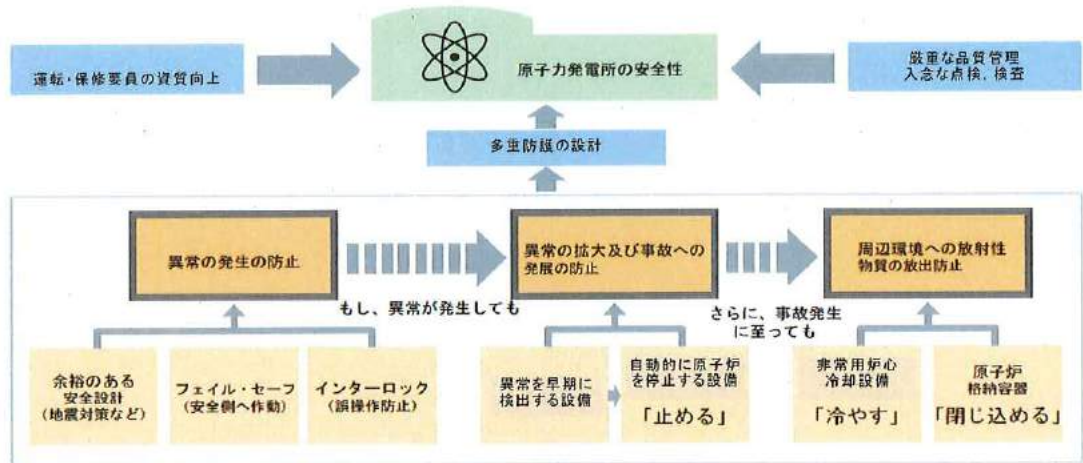 運転・保修要員の資質向上
原子力発電所の安全性
厳重な品質管理
入念な点検、検査
多重防護の設計
異常の発生の防止
もし、異常が発生しても
異常の拡大及び事故への
発展の防止
さらに、事故発生
に至っても
周辺環境への放射性
物質の放出防止
余裕のある
安全設計
(地震対策など)
フェイル・セーフ
(安全側へ作動)
インターロック
(誤操作防止)
異常を早期に
検出する設備
自動的に原子炉
を停止する設備
「止める」
非常用炉心
冷却設備
「冷やす」
原子炉
格納容器
「閉じ込める」